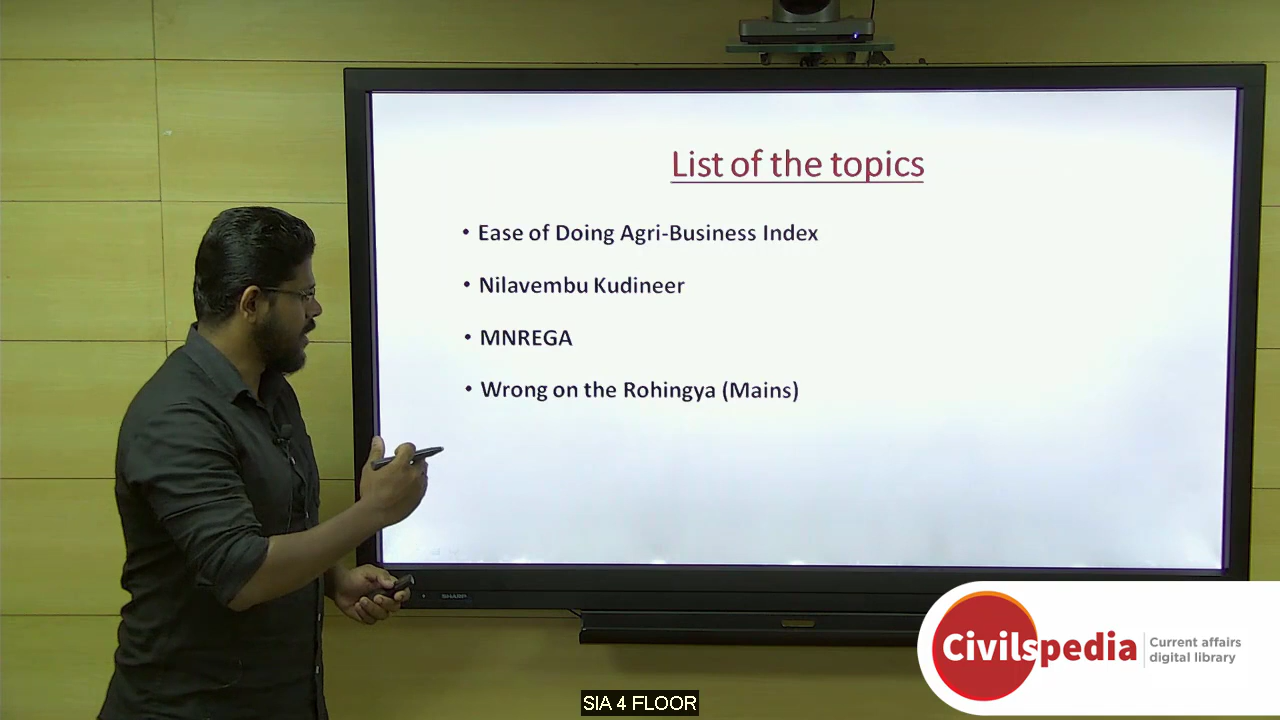 List of the topics
• Ease of Doing Agri-Business Index
• Nilavembu Kudineer
• MNREGA
• Wrong on the Rohingya (Mains)
SHARP
Civilspedia
Current affairs
digital library
SIA 4 FLOOR